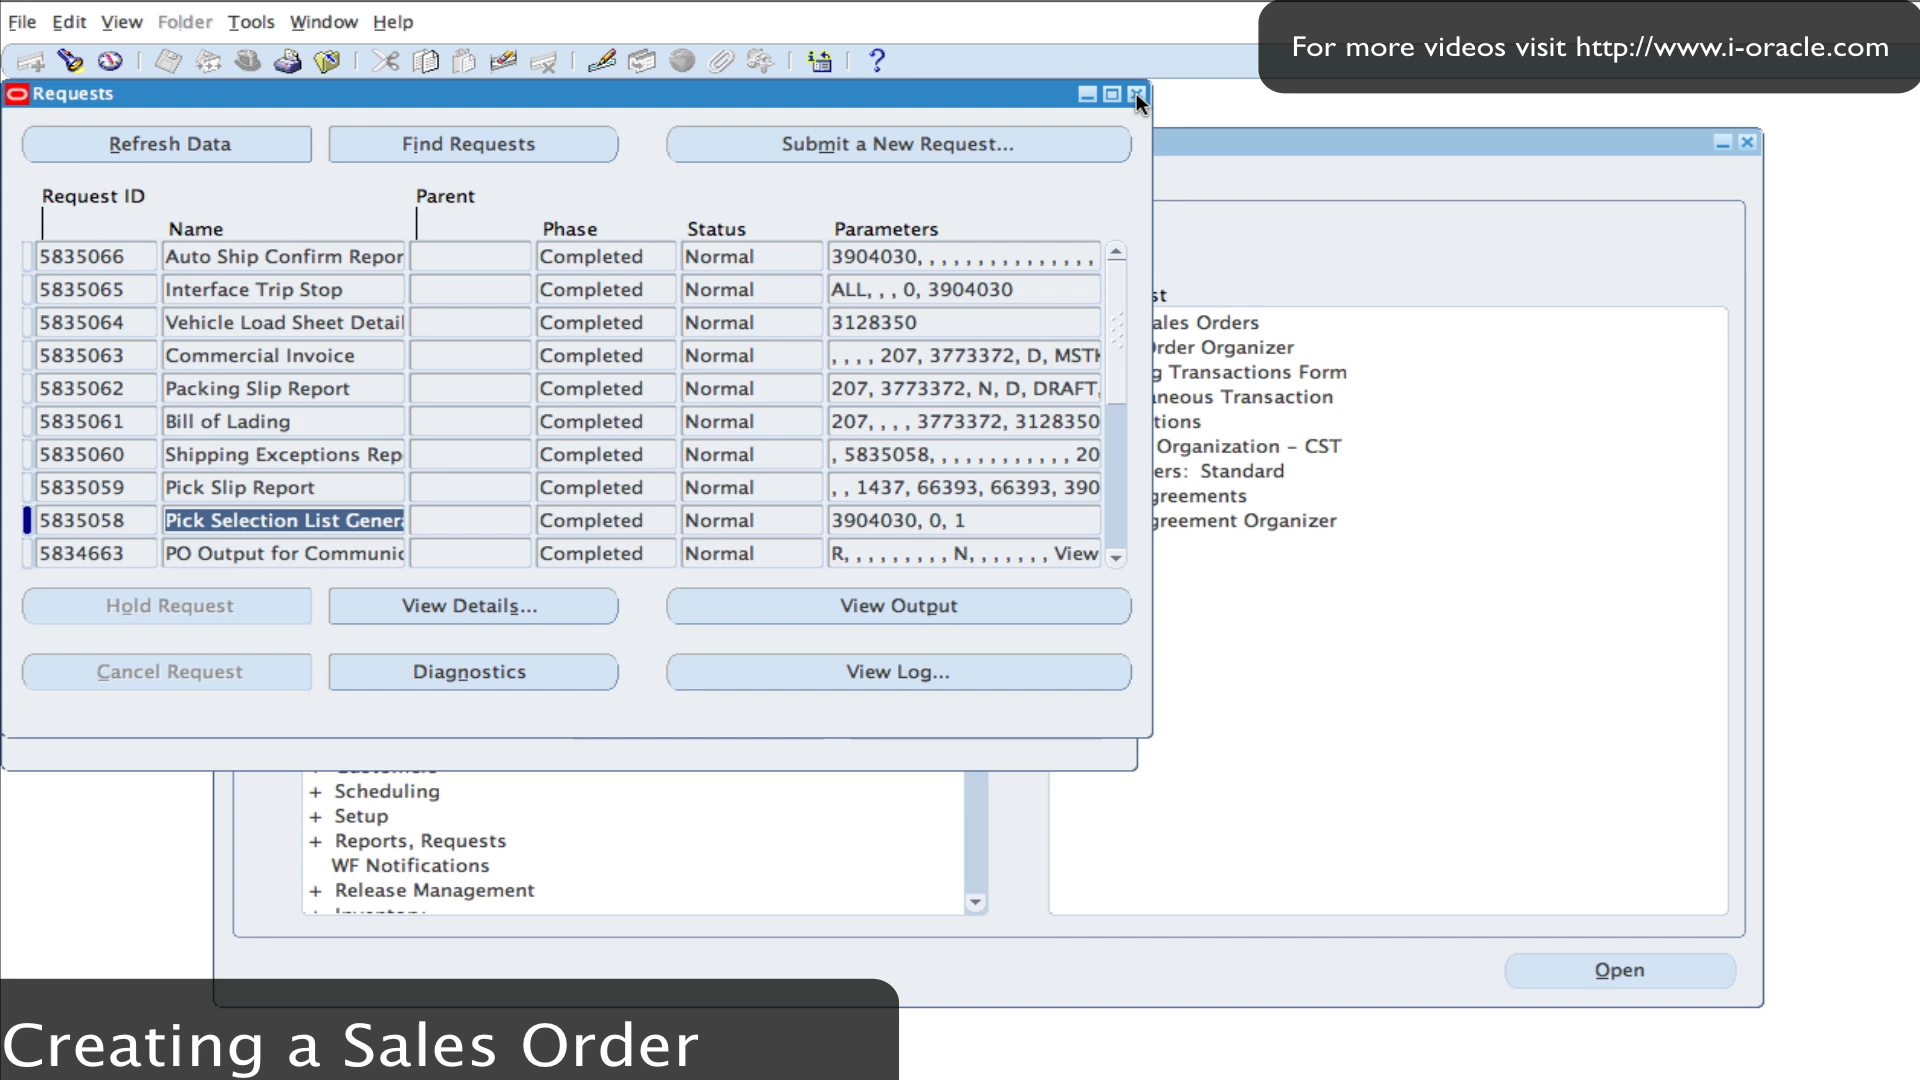 File Edit View Folder Tools Window Help
For more videos visit http://www.i-oracle.com
Requests
Refresh Data Find Requests Submit a New Request...
Request ID Parent
Name Phase Status Parameters
5835066 Auto Ship Confirm Repor Completed Normal 3904030, , , , , , , , , , , , , , ,
5835065 Interface Trip Stop Completed Normal ALL, , , 0, 3904030
5835064 Vehicle Load Sheet Detail Completed Normal 3128350
5835063 Commercial Invoice Completed Normal , , , , 207, 3773372, D, MSTK
5835062 Packing Slip Report Completed Normal 207, 3773372, N, D, DRAFT,
5835061 Bill of Lading Completed Normal 207, , , , 3773372, 3128350
5835060 Shipping Exceptions Rep Completed Normal , 5835058, , , , , , , , , , , , 20
5835059 Pick Slip Report Completed Normal , , 1437, 66393, 66393, 390
5835058 Pick Selection List Genera Completed Normal 3904030, 0, 1
5834663 PO Output for Communic Completed Normal R, , , , , , , , , N, , , , , , , View
Hold Request View Details... View Output
Cancel Request Diagnostics View Log...
st
ales Orders
rder Organizer
g Transactions Form
neous Transaction
tions
Organization - CST
ers: Standard
greements
greement Organizer
+ Scheduling
+ Setup
+ Reports, Requests
WF Notifications
+ Release Management
Open
Creating a Sales Order